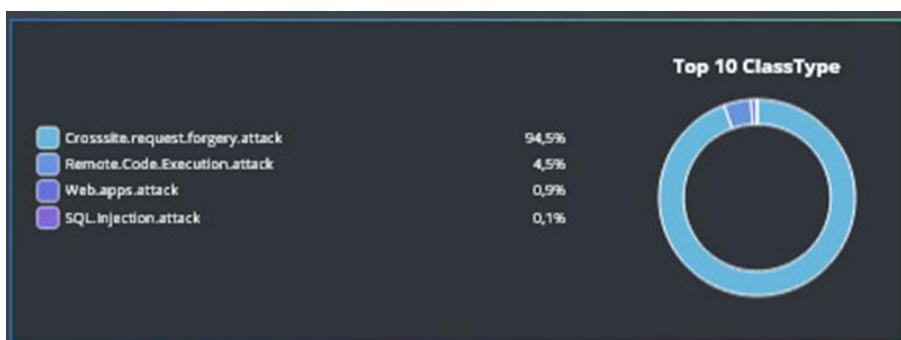 Top 10 ClassType
Crosssite.request.forgery.attack 94,5%
Remote.Code.Execution.attack 4,5%
Web.apps.attack 0,9%
SQL.Injection.attack 0,1%